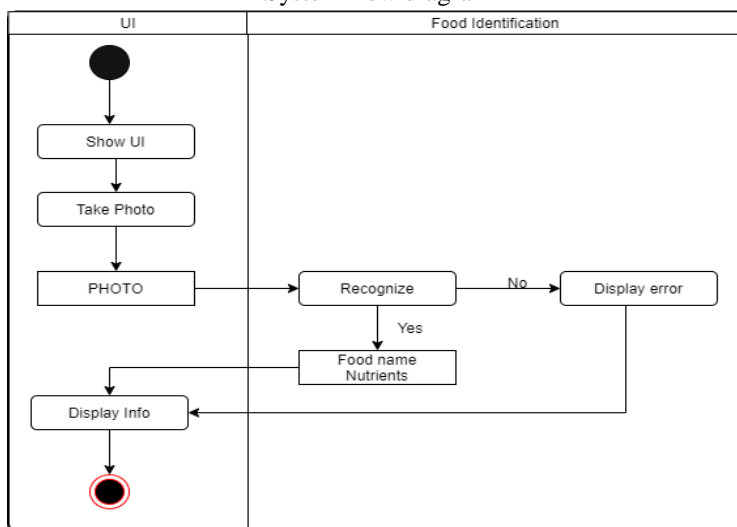 UI
Food Identification
Show UI
Take Photo
PHOTO
Recognize
No
Display error
Yes
Food name
Nutrients
Display Info